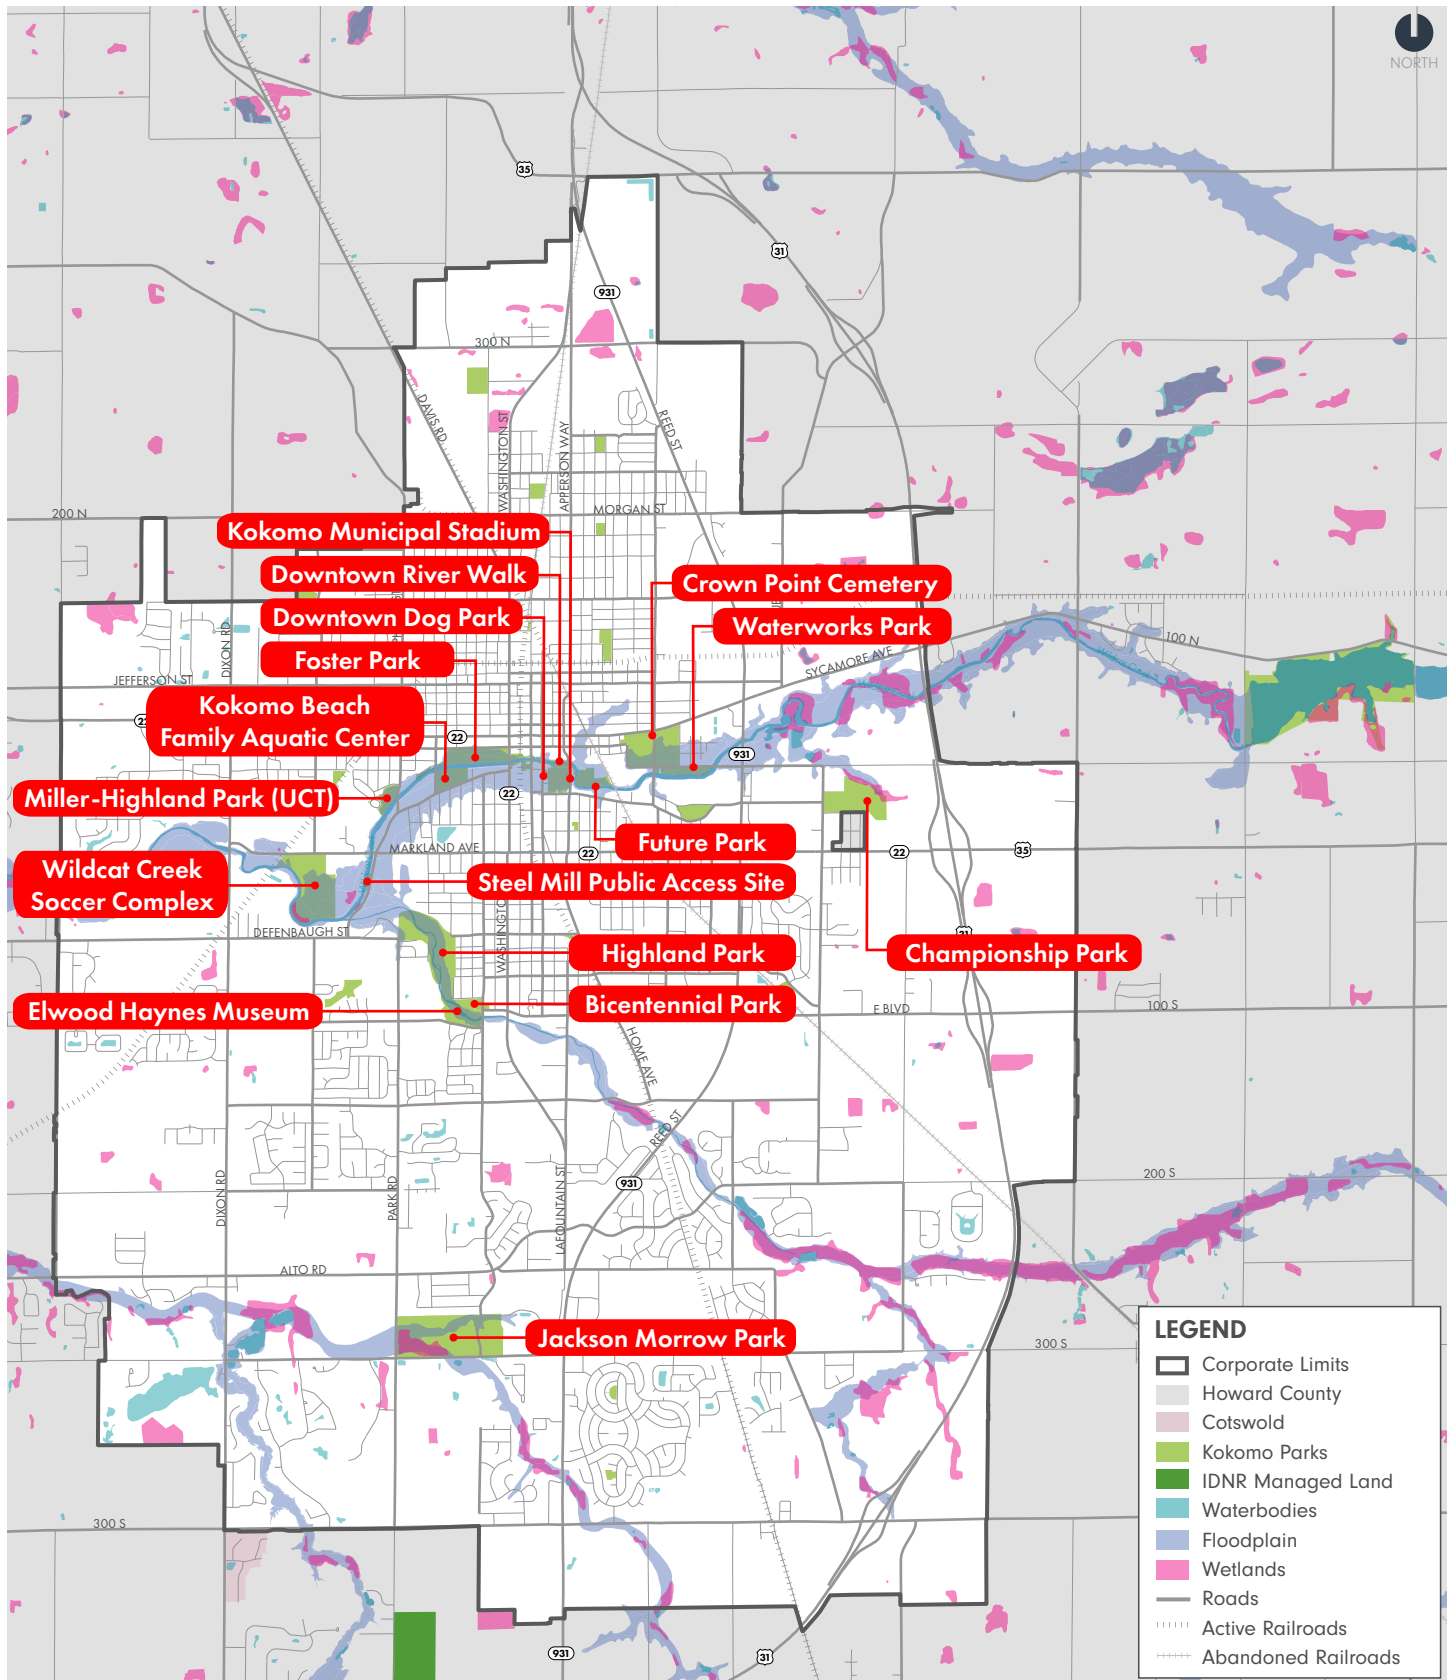 NORTH
35
31
931
300 N
DAVIS RD
WASHINGTON ST
APPERSON WAY
REED ST
200 N
MORGAN ST
Kokomo Municipal Stadium
Downtown River Walk
Crown Point Cemetery
Downtown Dog Park
Waterworks Park
DIXON RD
100 N
Foster Park
SYCAMORE AVE
JEFFERSON ST
Kokomo Beach
Family Aquatic Center
22
931
22
Miller-Highland Park (UCT)
Future Park
MARKLAND AVE
22
22
35
Wildcat Creek
Soccer Complex
Steel Mill Public Access Site
DEFENBAUGH ST
Highland Park
Championship Park
31
Elwood Haynes Museum
Bicentennial Park
E BLVD
100 S
HOME AVE
REED ST
200 S
931
DIXON RD
PARK RD
LAFOUNTAIN ST
ALTO RD
Jackson Morrow Park
300 S
300 S
931
31
LEGEND
Corporate Limits
Howard County
Cotswold
Kokomo Parks
IDNR Managed Land
Waterbodies
Floodplain
Wetlands
Roads
Active Railroads
Abandoned Railroads